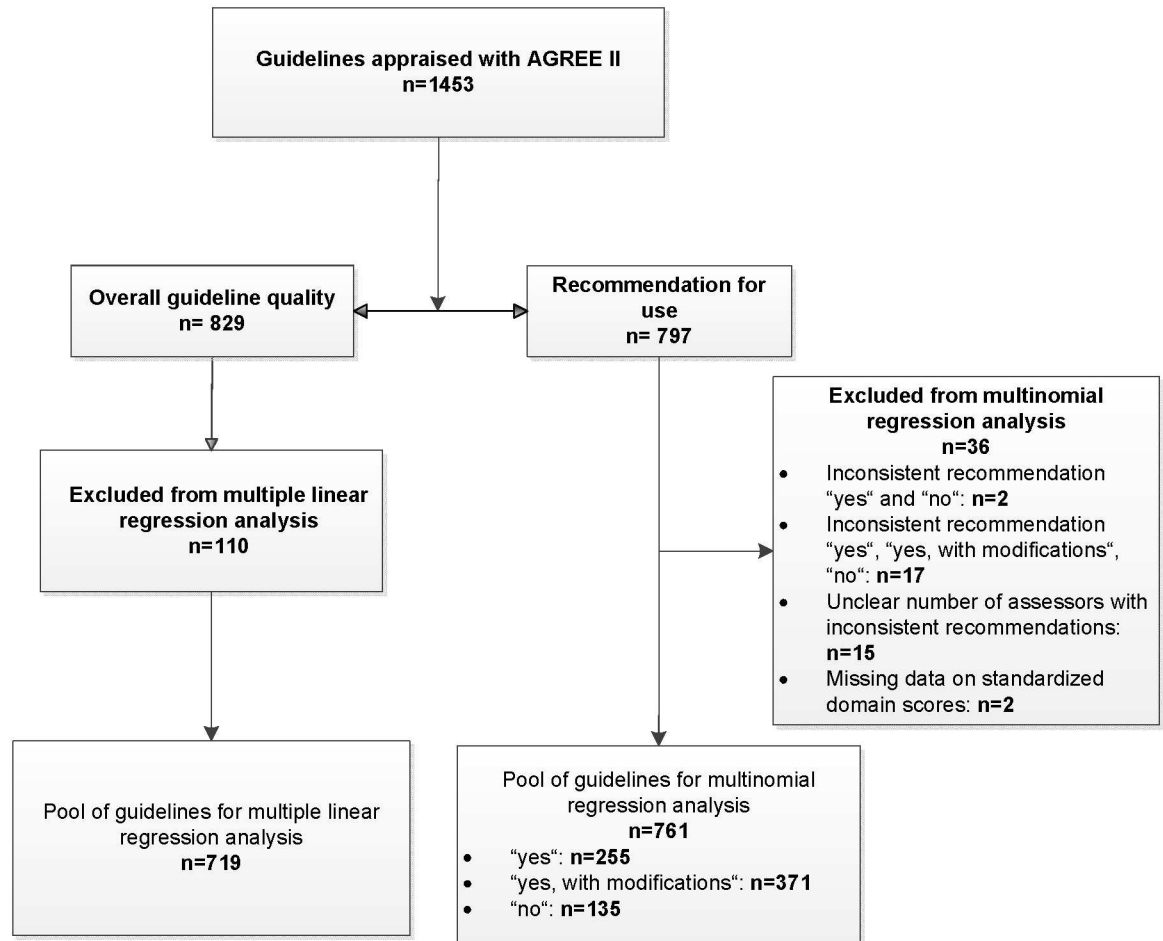 Guidelines appraised with AGREE II
n=1453
Overall guideline quality
n= 829
Recommendation for
use
n= 797
Excluded from multiple linear
regression analysis
n=110
Excluded from multinomial
regression analysis
n=36
• Inconsistent recommendation
“yes“ and “no“: n=2
• Inconsistent recommendation
“yes“, “yes, with modifications“,
“no“: n=17
• Unclear number of assessors with
inconsistent recommendations:
n=15
• Missing data on standardized
domain scores: n=2
Pool of guidelines for multiple linear
regression analysis
n=719
Pool of guidelines for multinomial
regression analysis
n=761
• “yes“: n=255
• “yes, with modifications“: n=371
• “no“: n=135